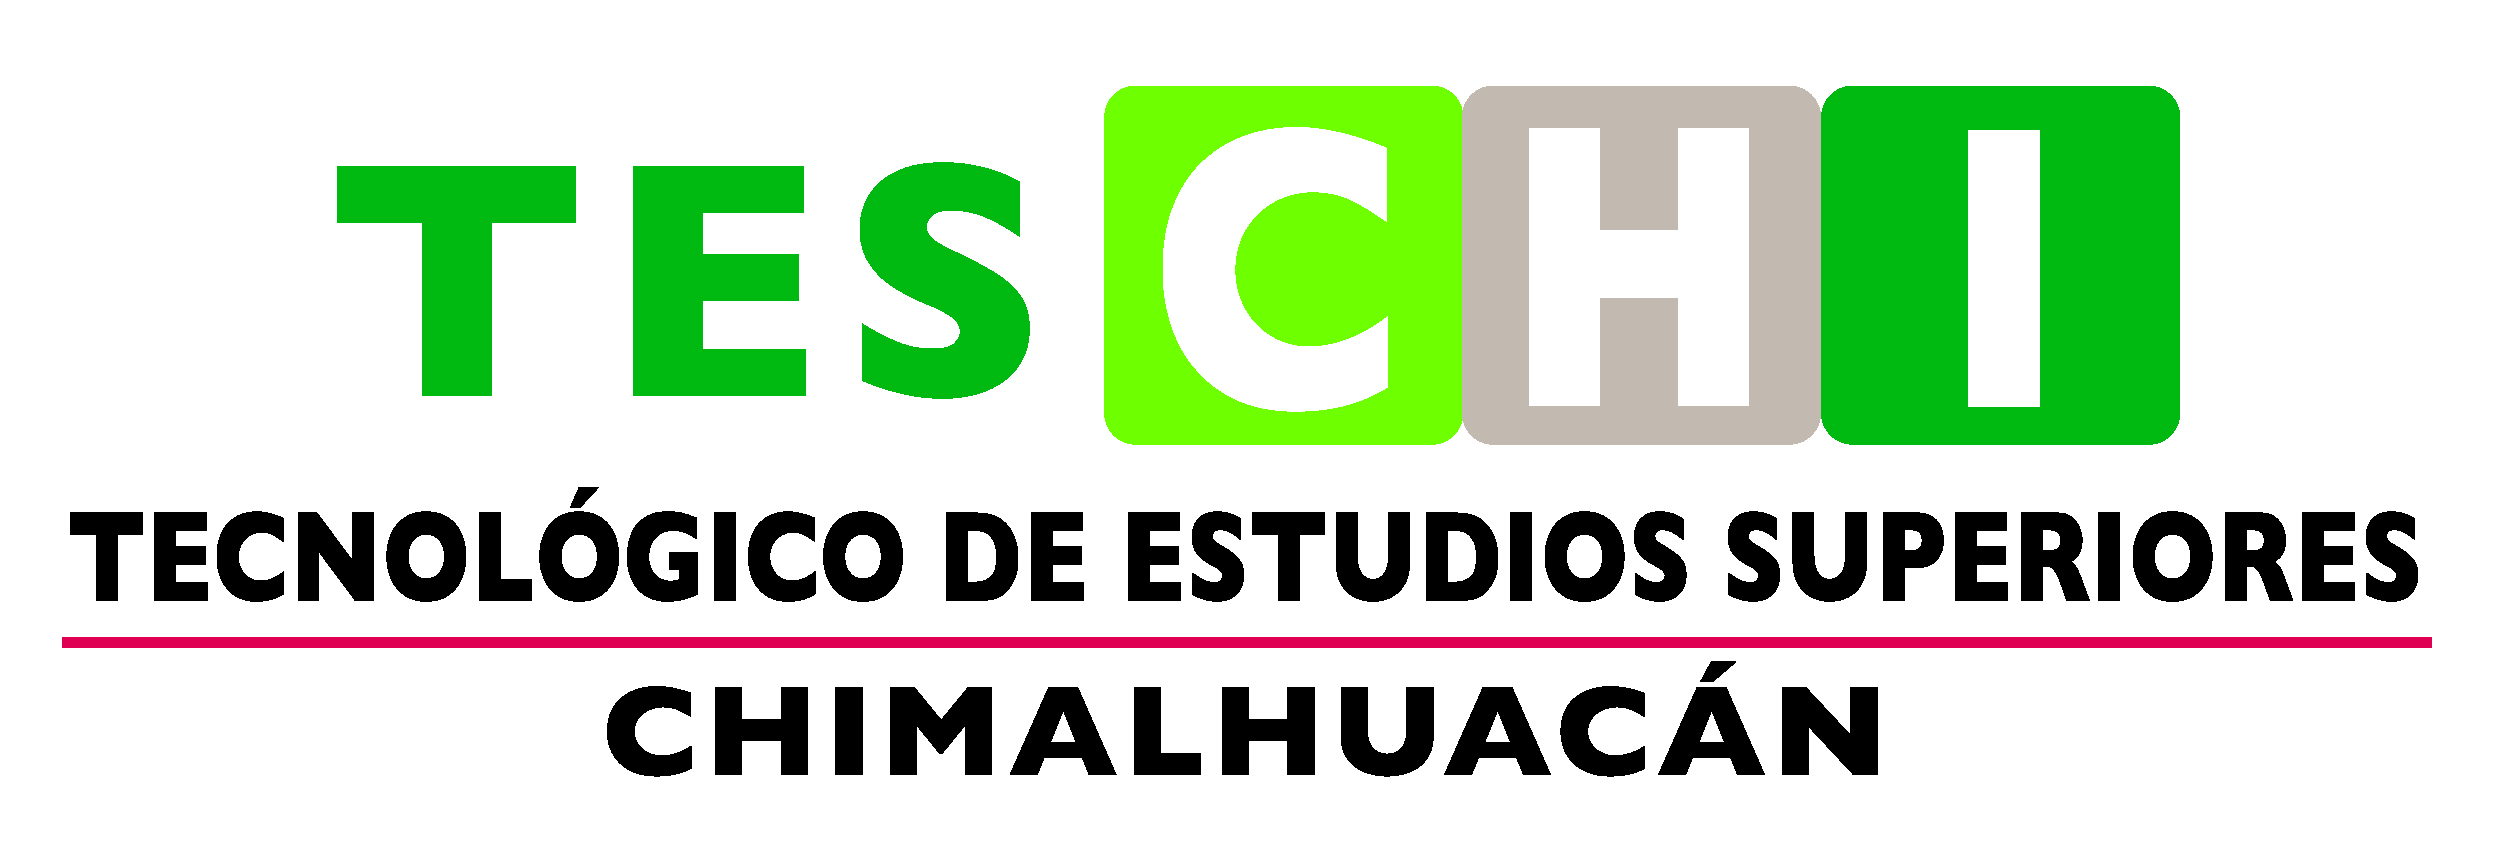 TESCHI
TECNOLÓGICO DE ESTUDIOS SUPERIORES
CHIMALHUACÁN